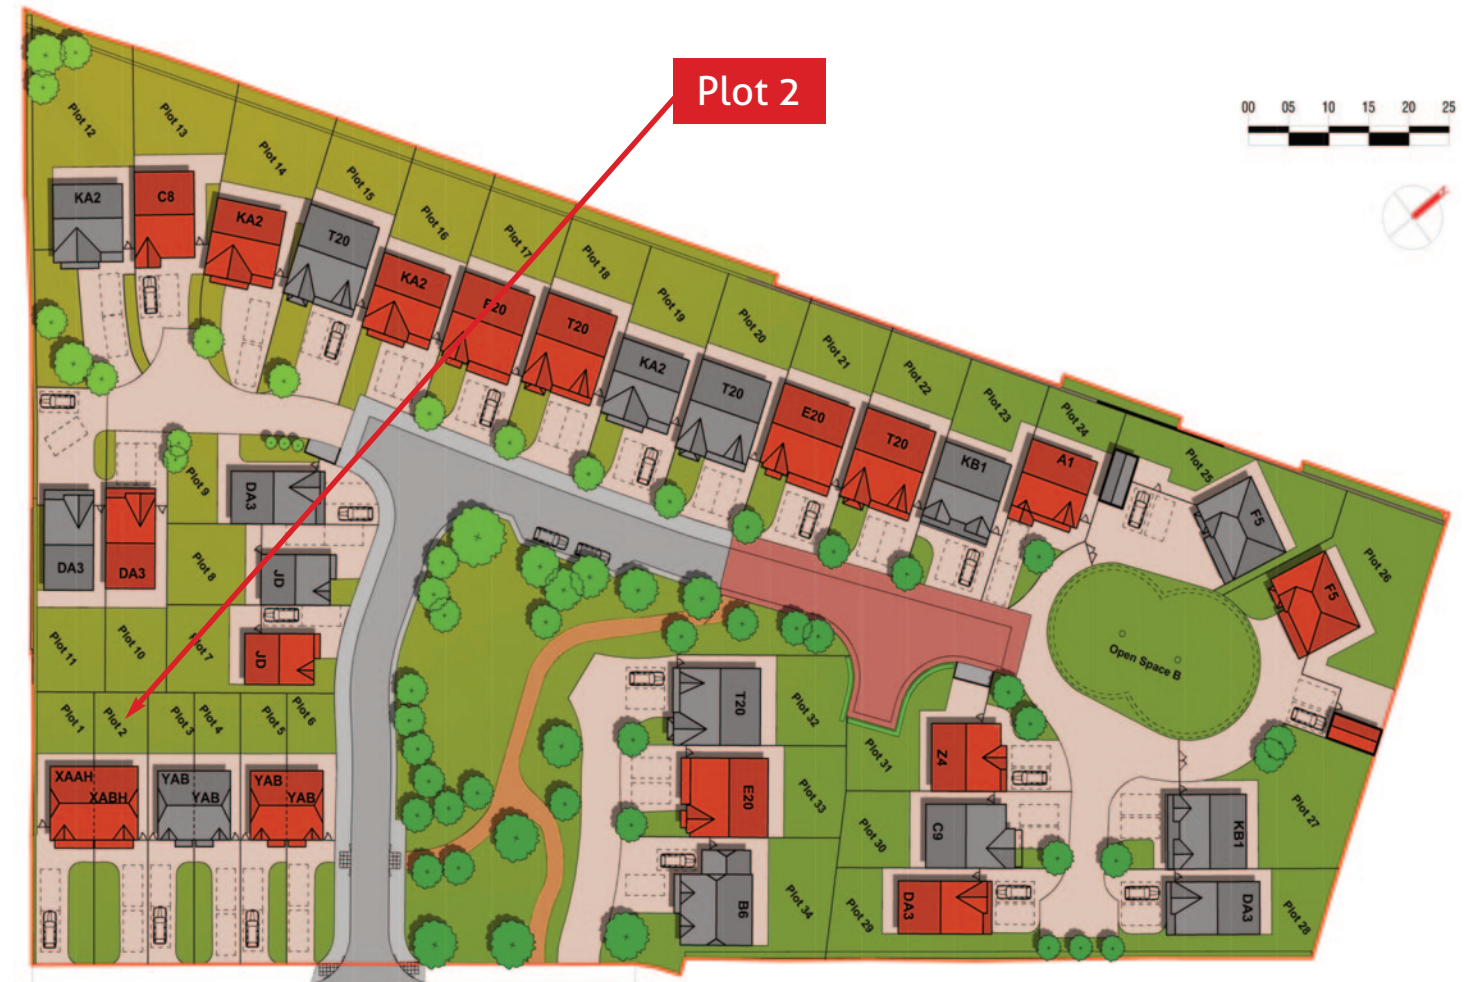 Plot 2
00 05 10 15 20 25
Plot 12
Plot 13
Plot 14
Plot 15
Plot 16
Plot 17
Plot 18
Plot 19
Plot 20
Plot 21
Plot 22
Plot 23
Plot 24
Plot 25
Plot 26
KA2
C8
KA2
T20
KA2
E20
T20
KA2
T20
E20
T20
KB1
A1
F5
F5
Plot 9
DA3
DA3
DA3
Plot 8
JD
Plot 11
Plot 10
Plot 7
JD
Open Space B
Plot 1
Plot 2
Plot 3
Plot 4
Plot 5
Plot 6
XAAH
XABH
YAB
YAB
YAB
YAB
T20
Plot 32
Plot 31
Z4
E20
Plot 33
Plot 30
C9
KB1
Plot 27
B6
Plot 34
Plot 29
DA3
DA3
Plot 28